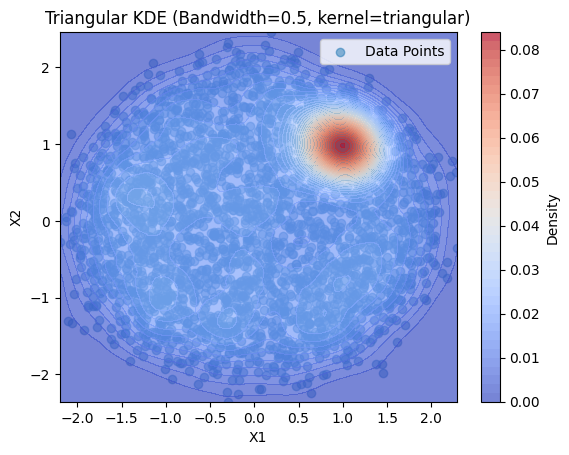 Triangular KDE (Bandwidth=0.5, kernel=triangular)
Data Points
2
1
0
−1
−2
X2
−2.0 −1.5 −1.0 −0.5 0.0 0.5 1.0 1.5 2.0
X1
0.08
0.07
0.06
0.05
0.04
0.03
0.02
0.01
0.00
Density